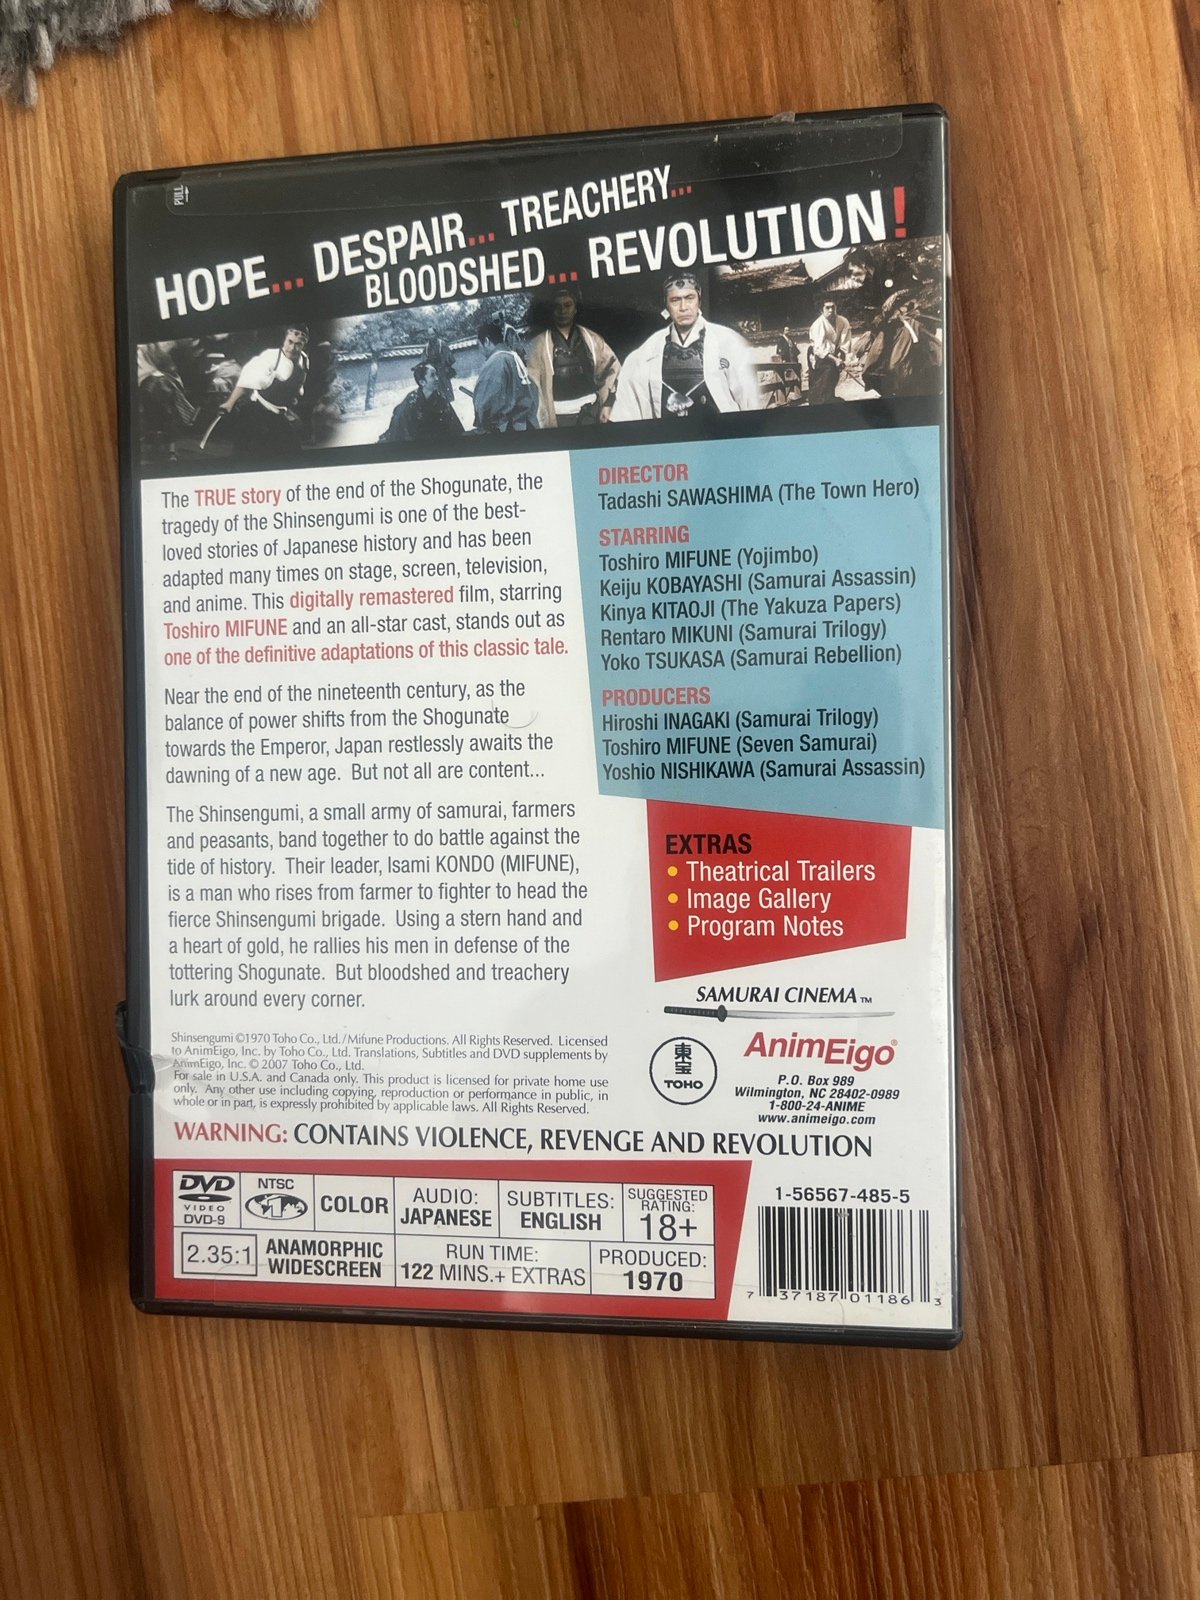 PULL
HOPE... DESPAIR... TREACHERY...
BLOODSHED... REVOLUTION!
The TRUE story of the end of the Shogunate, the
tragedy of the Shinsengumi is one of the best-
loved stories of Japanese history and has been
adapted many times on stage, screen, television,
and anime. This digitally remastered film, starring
Toshiro MIFUNE and an all-star cast, stands out as
one of the definitive adaptations of this classic tale.
Near the end of the nineteenth century, as the
balance of power shifts from the Shogunate
towards the Emperor, Japan restlessly awaits the
dawning of a new age. But not all are content...
The Shinsengumi, a small army of samurai, farmers
and peasants, band together to do battle against the
tide of history. Their leader, Isami KONDO (MIFUNE),
is a man who rises from farmer to fighter to head the
fierce Shinsengumi brigade. Using a stern hand and
a heart of gold, he rallies his men in defense of the
tottering Shogunate. But bloodshed and treachery
lurk around every corner.
DIRECTOR
Tadashi SAWASHIMA (The Town Hero)
STARRING
Toshiro MIFUNE (Yojimbo)
Keiju KOBAYASHI (Samurai Assassin)
Kinya KITAOJI (The Yakuza Papers)
Rentaro MIKUNI (Samurai Trilogy)
Yoko TSUKASA (Samurai Rebellion)
PRODUCERS
Hiroshi INAGAKI (Samurai Trilogy)
Toshiro MIFUNE (Seven Samurai)
Yoshio NISHIKAWA (Samurai Assassin)
EXTRAS
• Theatrical Trailers
• Image Gallery
• Program Notes
SAMURAI CINEMA™
Shinsengumi ©1970 Toho Co., Ltd./Mifune Productions. All Rights Reserved. Licensed
to AnimEigo, Inc. by Toho Co., Ltd. Translations, Subtitles and DVD supplements by
AnimEigo, Inc. © 2007 Toho Co., Ltd.
For sale in U.S.A. and Canada only. This product is licensed for private home use
only. Any other use including copying, reproduction or performance in public, in
whole or in part, is expressly prohibited by applicable laws. All Rights Reserved.
東宝
TOHO
AnimEigo®
P.O. Box 989
Wilmington, NC 28402-0989
1-800-24-ANIME
www.animeigo.com
WARNING: CONTAINS VIOLENCE, REVENGE AND REVOLUTION
DVD
VIDEO
DVD-9
NTSC
1
COLOR
AUDIO:
JAPANESE
SUBTITLES:
ENGLISH
SUGGESTED
RATING:
18+
2.35:1
ANAMORPHIC
WIDESCREEN
RUN TIME:
122 MINS.+ EXTRAS
PRODUCED:
1970
1-56567-485-5
7 37187 01186 3